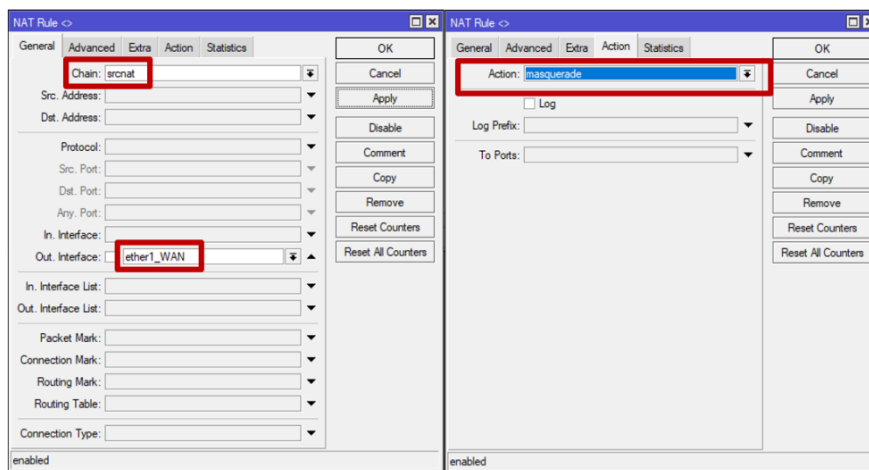 NAT Rule <>
General Advanced Extra Action Statistics
Chain: srcnat
Src. Address:
Dst. Address:
Protocol:
Src. Port:
Dst. Port:
Any. Port:
In. Interface:
Out. Interface: ether1_WAN
In. Interface List:
Out. Interface List:
Packet Mark:
Connection Mark:
Routing Mark:
Routing Table:
Connection Type:
OK
Cancel
Apply
Disable
Comment
Copy
Remove
Reset Counters
Reset All Counters
enabled
NAT Rule <>
General Advanced Extra Action Statistics
Action: masquerade
Log
Log Prefix:
To Ports:
OK
Cancel
Apply
Disable
Comment
Copy
Remove
Reset Counters
Reset All Counters
enabled